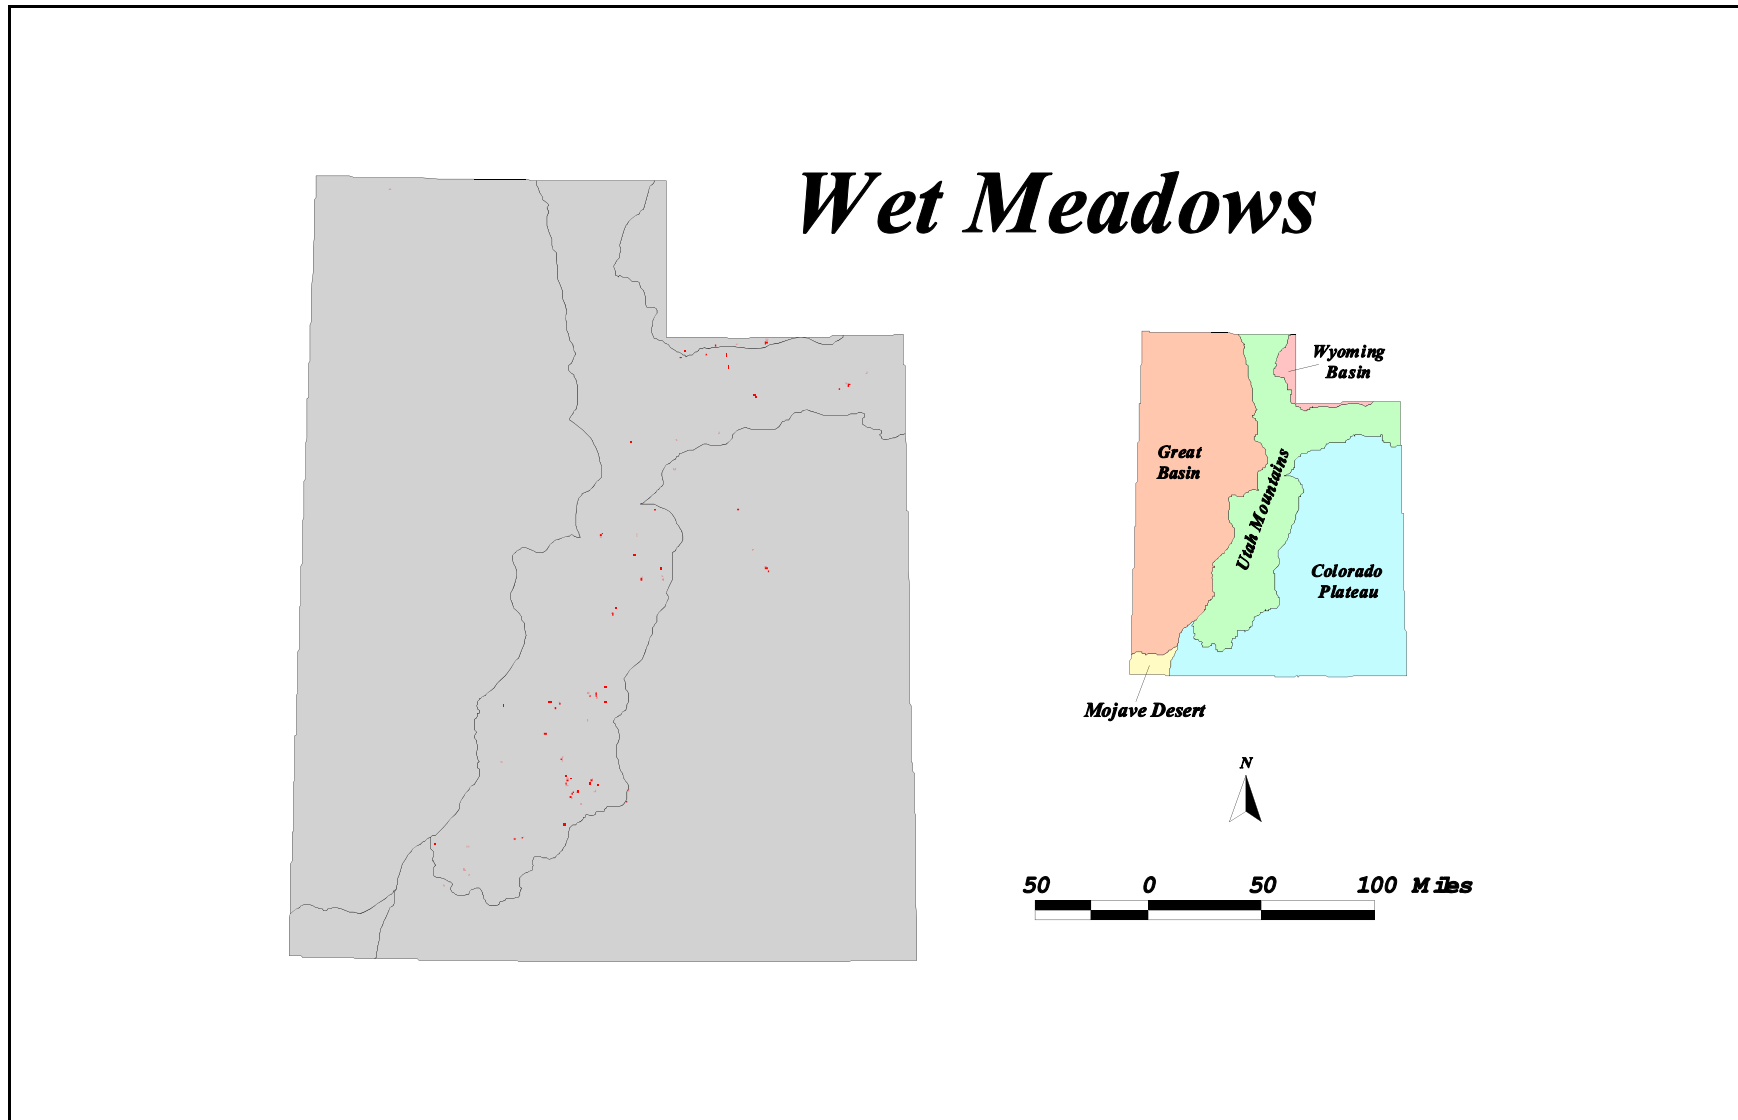 Wet Meadows
Wyoming
Basin
Great
Basin
Utah Mountains
Colorado
Plateau
Mojave Desert
N
50 0 50 100 Miles